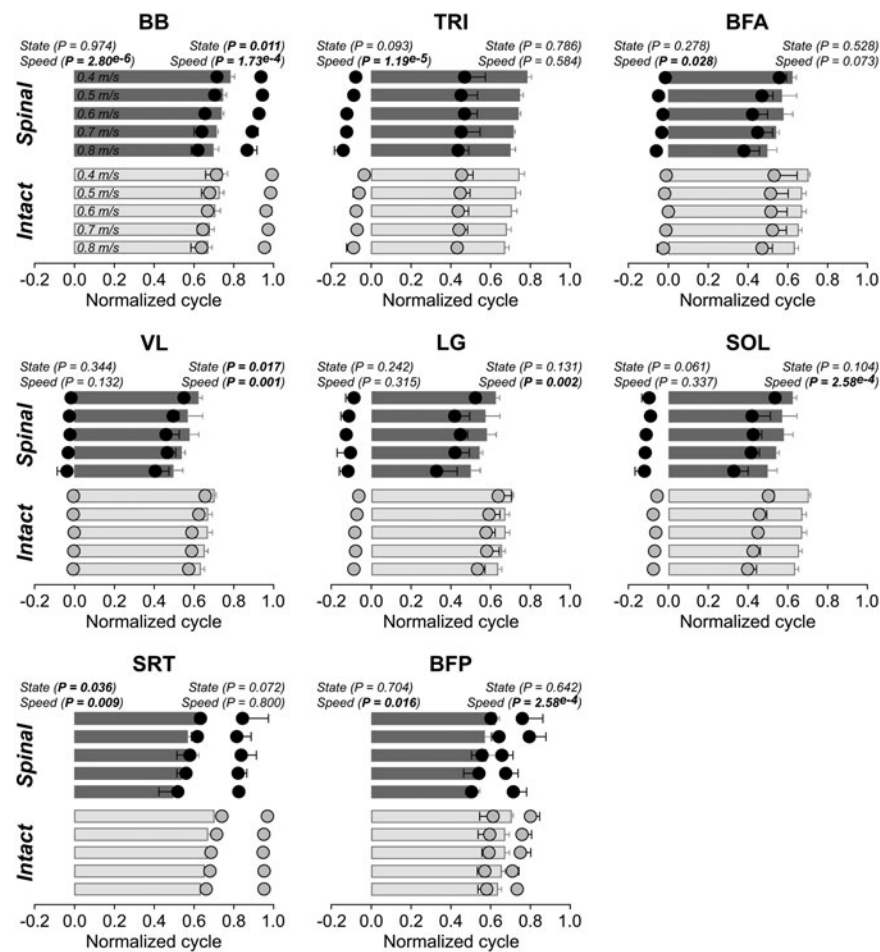 BB
State (P = 0.974) State (P = 0.011)
Speed (P = 2.80e-6) Speed (P = 1.73e-4)
Spinal
0.4 m/s
0.5 m/s
0.6 m/s
0.7 m/s
0.8 m/s
Intact
0.4 m/s
0.5 m/s
0.6 m/s
0.7 m/s
0.8 m/s
-0.2 0.0 0.2 0.4 0.6 0.8 1.0
Normalized cycle
TRI
State (P = 0.093) State (P = 0.786)
Speed (P = 1.19e-5) Speed (P = 0.584)
-0.2 0.0 0.2 0.4 0.6 0.8 1.0
Normalized cycle
BFA
State (P = 0.278) State (P = 0.528)
Speed (P = 0.028) Speed (P = 0.073)
-0.2 0.0 0.2 0.4 0.6 0.8 1.0
Normalized cycle
VL
State (P = 0.344) State (P = 0.017)
Speed (P = 0.132) Speed (P = 0.001)
Spinal
Intact
-0.2 0.0 0.2 0.4 0.6 0.8 1.0
Normalized cycle
LG
State (P = 0.242) State (P = 0.131)
Speed (P = 0.315) Speed (P = 0.002)
-0.2 0.0 0.2 0.4 0.6 0.8 1.0
Normalized cycle
SOL
State (P = 0.061) State (P = 0.104)
Speed (P = 0.337) Speed (P = 2.58e-4)
-0.2 0.0 0.2 0.4 0.6 0.8 1.0
Normalized cycle
SRT
State (P = 0.036) State (P = 0.072)
Speed (P = 0.009) Speed (P = 0.800)
Spinal
Intact
-0.2 0.0 0.2 0.4 0.6 0.8 1.0
Normalized cycle
BFP
State (P = 0.704) State (P = 0.642)
Speed (P = 0.016) Speed (P = 2.58e-4)
-0.2 0.0 0.2 0.4 0.6 0.8 1.0
Normalized cycle